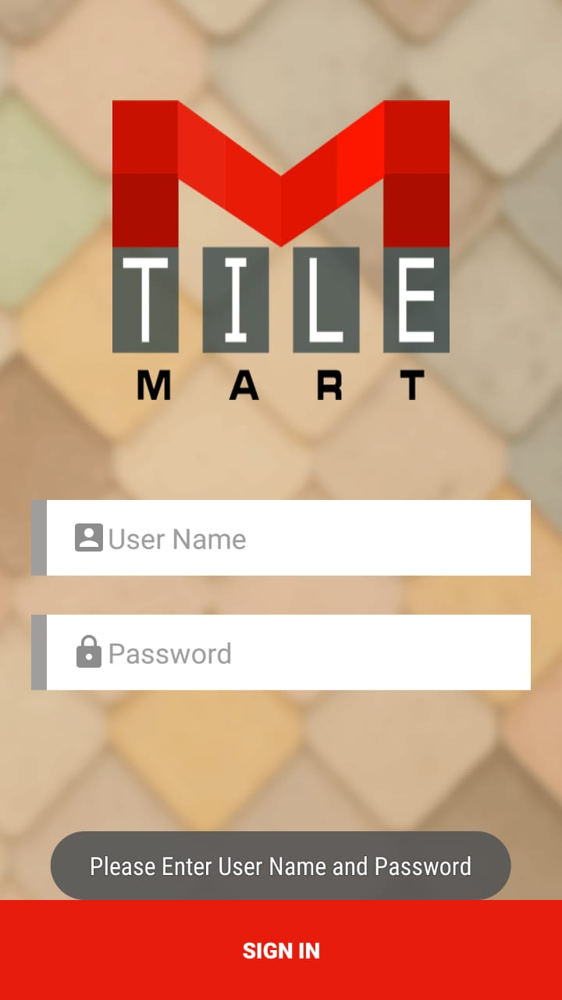 TILE
MART
User Name
Password
Please Enter User Name and Password
SIGN IN